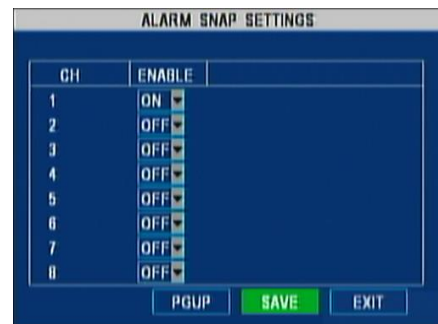 ALARM SNAP SETTINGS
CH ENABLE
1 ON
2 OFF
3 OFF
4 OFF
5 OFF
6 OFF
7 OFF
8 OFF
PGUP SAVE EXIT